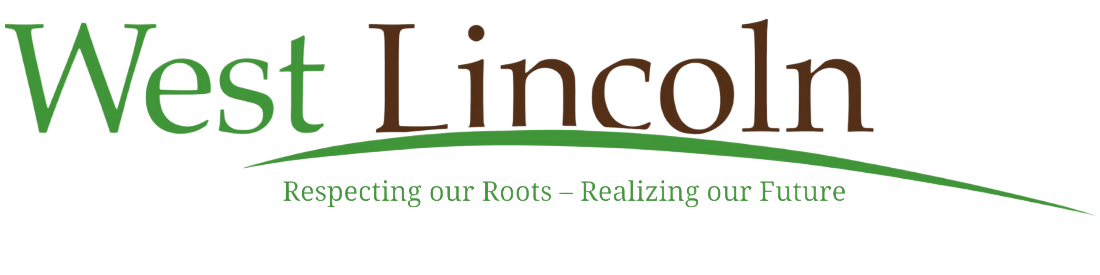 West Lincoln
Respecting our Roots – Realizing our Future